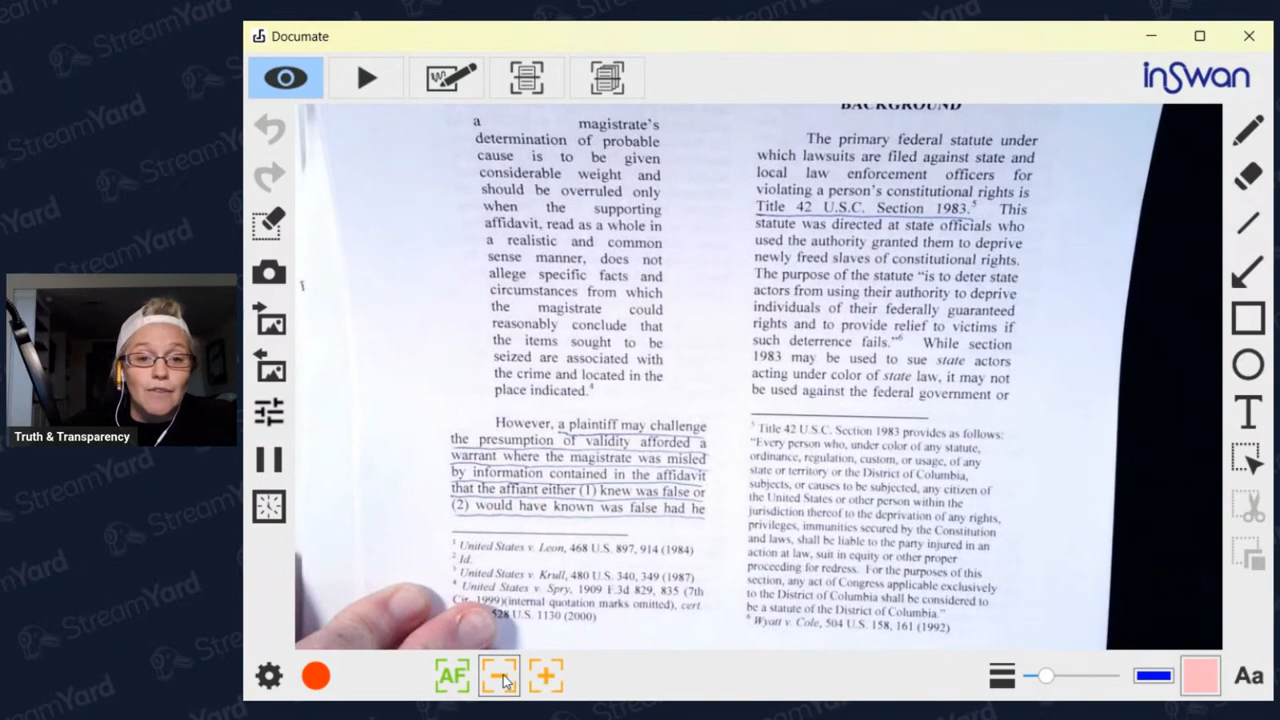 StreamYard
Documate
inSwan
a magistrate's
determination of probable
cause is to be given
considerable weight and
should be overruled only
when the supporting
affidavit, read as a whole in
a realistic and common
sense manner, does not
allege specific facts and
circumstances from which
the magistrate could
reasonably conclude that
the items sought to be
seized are associated with
the crime and located in the
place indicated.4
However, a plaintiff may challenge
the presumption of validity afforded a
warrant where the magistrate was misled
by information contained in the affidavit
that the affiant either (1) knew was false or
(2) would have known was false had he
1 United States v. Leon, 468 U.S. 897, 914 (1984)
2 Id.
3 United States v. Krull, 480 U.S. 340, 349 (1987)
4 United States v. Spry, 1909 F.3d 829, 835 (7th
Cir. 1999)(internal quotation marks omitted), cert.
528 U.S. 1130 (2000)
BACKGROUND
The primary federal statute under
which lawsuits are filed against state and
local law enforcement officers for
violating a person's constitutional rights is
Title 42 U.S.C. Section 1983.5 This
statute was directed at state officials who
used the authority granted them to deprive
newly freed slaves of constitutional rights.
The purpose of the statute "is to deter state
actors from using their authority to deprive
individuals of their federally guaranteed
rights and to provide relief to victims if
such deterrence fails."6 While section
1983 may be used to sue state actors
acting under color of state law, it may not
be used against the federal government or
5 Title 42 U.S.C. Section 1983 provides as follows:
"Every person who, under color of any statute,
ordinance, regulation, custom, or usage, of any
state or territory or the District of Columbia,
subjects, or causes to be subjected, any citizen of
the United States or other person within the
jurisdiction thereof to the deprivation of any rights,
privileges, immunities secured by the Constitution
and laws, shall be liable to the party injured in an
action at law, suit in equity or other proper
proceeding for redress. For the purposes of this
section, any act of Congress applicable exclusively
to the District of Columbia shall be considered to
be a statute of the District of Columbia."
6 Wyatt v. Cole, 504 U.S. 158, 161 (1992)
Truth & Transparency
AF
T
Aa